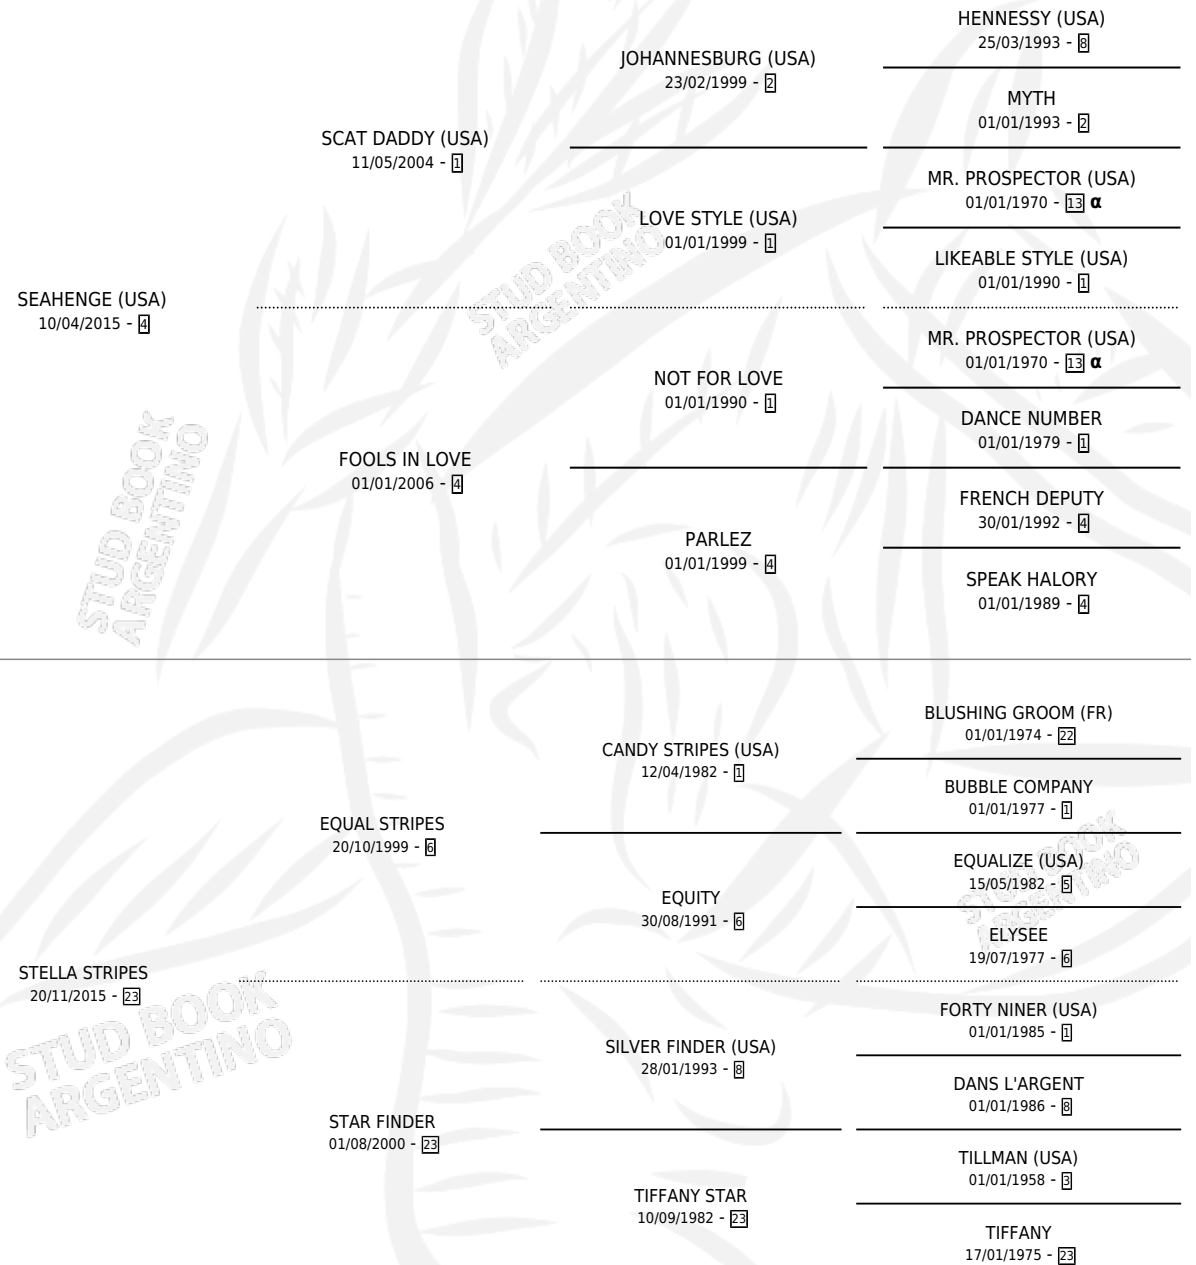 HENNESSY (USA)
25/03/1993 - 8
JOHANNESBURG (USA)
23/02/1999 - 2
MYTH
01/01/1993 - 2
SCAT DADDY (USA)
11/05/2004 - 1
MR. PROSPECTOR (USA)
01/01/1970 - 13 α
LOVE STYLE (USA)
01/01/1999 - 1
LIKEABLE STYLE (USA)
01/01/1990 - 1
SEAHENGE (USA)
10/04/2015 - 4
MR. PROSPECTOR (USA)
01/01/1970 - 13 α
NOT FOR LOVE
01/01/1990 - 1
DANCE NUMBER
01/01/1979 - 1
FOOLS IN LOVE
01/01/2006 - 4
FRENCH DEPUTY
30/01/1992 - 4
PARLEZ
01/01/1999 - 4
SPEAK HALORY
01/01/1989 - 4
BLUSHING GROOM (FR)
01/01/1974 - 22
CANDY STRIPES (USA)
12/04/1982 - 1
BUBBLE COMPANY
01/01/1977 - 1
EQUAL STRIPES
20/10/1999 - 6
EQUALIZE (USA)
15/05/1982 - 5
EQUITY
30/08/1991 - 6
ELYSEE
19/07/1977 - 6
STELLA STRIPES
20/11/2015 - 23
FORTY NINER (USA)
01/01/1985 - 1
SILVER FINDER (USA)
28/01/1993 - 8
DANS L'ARGENT
01/01/1986 - 8
STAR FINDER
01/08/2000 - 23
TILLMAN (USA)
01/01/1958 - 3
TIFFANY STAR
10/09/1982 - 23
TIFFANY
17/01/1975 - 23
STUD BOOK
ARGENTINO
STUD BOOK
ARGENTINO
STUD BOOK
ARGENTINO
STUD BOOK
ARGENTINO